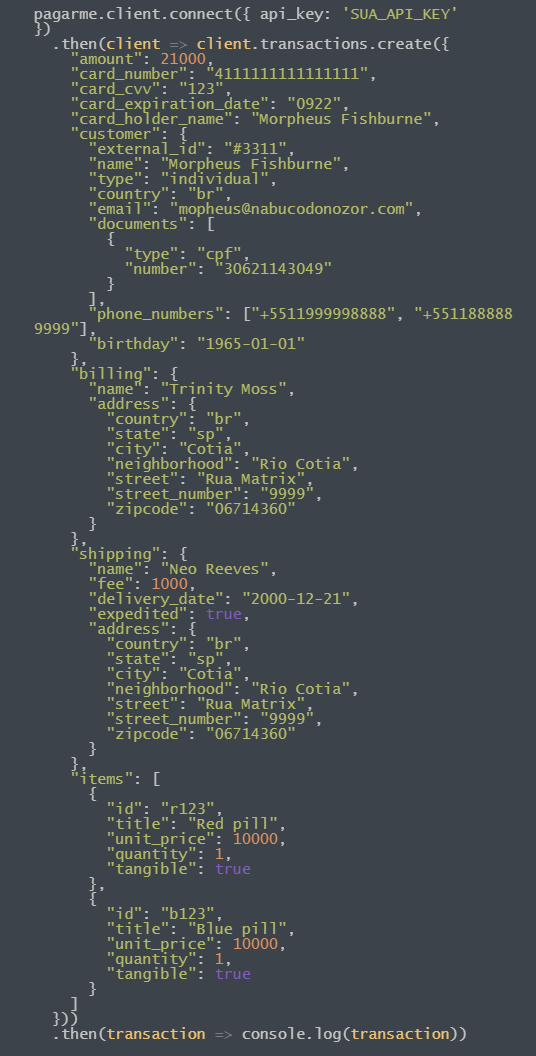 pagarme.client.connect({ api_key: 'SUA_API_KEY'
})
  .then(client => client.transactions.create({
    "amount": 21000,
    "card_number": "4111111111111111",
    "card_cvv": "123",
    "card_expiration_date": "0922",
    "card_holder_name": "Morpheus Fishburne",
    "customer": {
      "external_id": "#3311",
      "name": "Morpheus Fishburne",
      "type": "individual",
      "country": "br",
      "email": "mopheus@nabucodonozor.com",
      "documents": [
        {
          "type": "cpf",
          "number": "30621143049"
        }
      ],
      "phone_numbers": ["+5511999998888", "+551188888
9999"],
      "birthday": "1965-01-01"
    },
    "billing": {
      "name": "Trinity Moss",
      "address": {
        "country": "br",
        "state": "sp",
        "city": "Cotia",
        "neighborhood": "Rio Cotia",
        "street": "Rua Matrix",
        "street_number": "9999",
        "zipcode": "06714360"
      }
    },
    "shipping": {
      "name": "Neo Reeves",
      "fee": 1000,
      "delivery_date": "2000-12-21",
      "expedited": true,
      "address": {
        "country": "br",
        "state": "sp",
        "city": "Cotia",
        "neighborhood": "Rio Cotia",
        "street": "Rua Matrix",
        "street_number": "9999",
        "zipcode": "06714360"
      }
    },
    "items": [
      {
        "id": "r123",
        "title": "Red pill",
        "unit_price": 10000,
        "quantity": 1,
        "tangible": true
      },
      {
        "id": "b123",
        "title": "Blue pill",
        "unit_price": 10000,
        "quantity": 1,
        "tangible": true
      }
    ]
  }))
  .then(transaction => console.log(transaction))